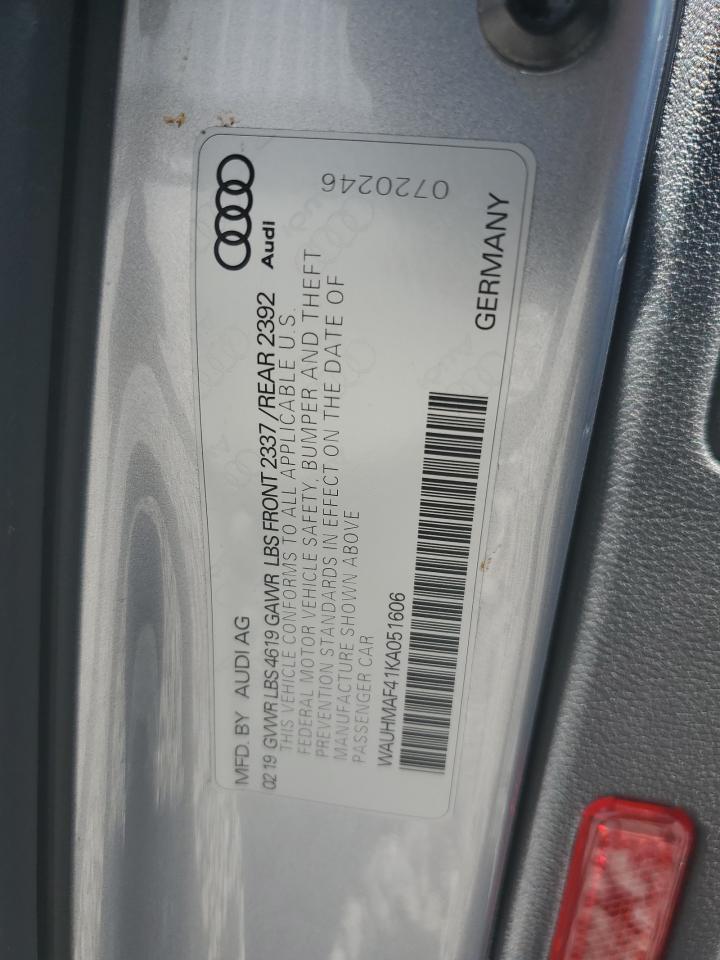 Audi
0720246
MFD. BY AUDI AG
02 19 GVWR LBS 4619 GAWR LBS FRONT 2337 /REAR 2392
THIS VEHICLE CONFORMS TO ALL APPLICABLE U.S.
FEDERAL MOTOR VEHICLE SAFETY, BUMPER AND THEFT
PREVENTION STANDARDS IN EFFECT ON THE DATE OF
MANUFACTURE SHOWN ABOVE
PASSENGER CAR
WAUHMAF41KA051606
GERMANY